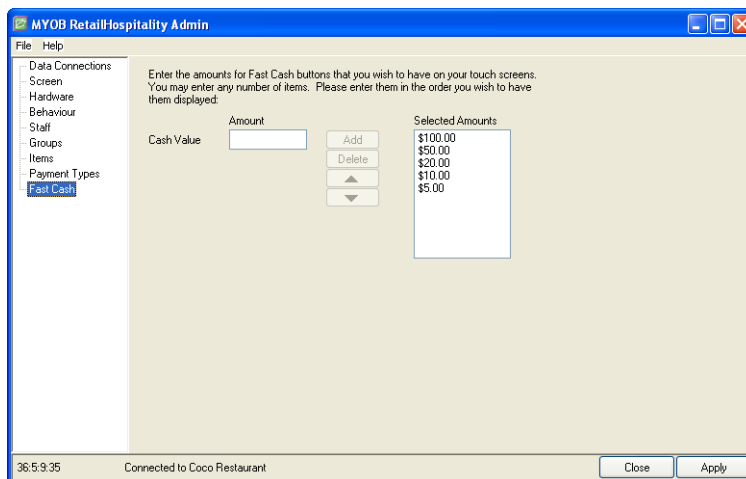 MYOB RetailHospitality Admin
File Help
Data Connections
Screen
Hardware
Behaviour
Staff
Groups
Items
Payment Types
Fast Cash
Enter the amounts for Fast Cash buttons that you wish to have on your touch screens.
You may enter any number of items. Please enter them in the order you wish to have
them displayed:
Amount
Selected Amounts
Cash Value
Add
Delete
$100.00
$50.00
$20.00
$10.00
$5.00
36:5:9:35
Connected to Coco Restaurant
Close
Apply